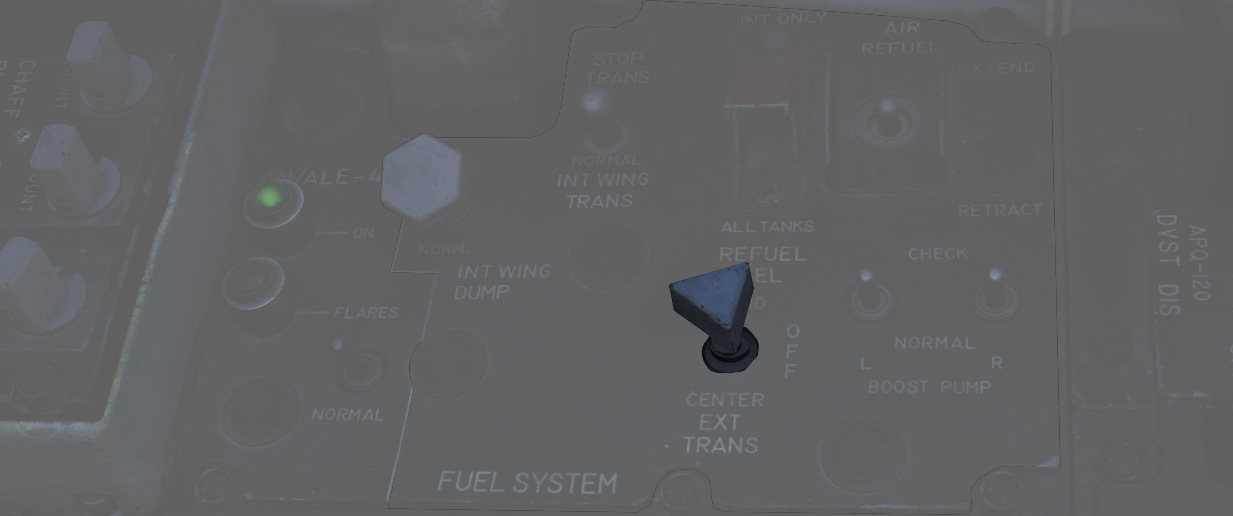 CHAFF
AN/ALE-4
ON
FLARES
NORMAL
STOP
TRANS
NORMAL
INT WING
TRANS
NORM.
INT WING
DUMP
INT ONLY
ALL TANKS
REFUEL
EL
D
OFF
CENTER
EXT
TRANS
AIR
REFUEL
EXTEND
RETRACT
CHECK
NORMAL
L R
BOOST PUMP
FUEL SYSTEM
APQ-120
DVST DIS